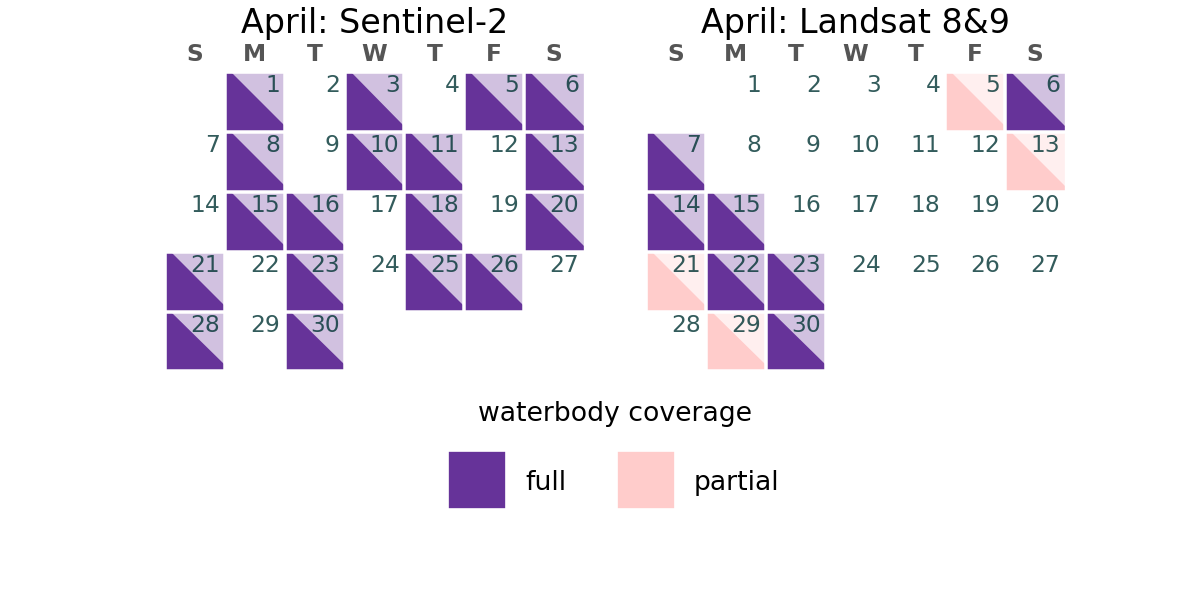 April: Sentinel-2
S M T W T F S
1 2 3 4 5 6
7 8 9 10 11 12 13
14 15 16 17 18 19 20
21 22 23 24 25 26 27
28 29 30
April: Landsat 8&9
S M T W T F S
1 2 3 4 5 6
7 8 9 10 11 12 13
14 15 16 17 18 19 20
21 22 23 24 25 26 27
28 29 30
waterbody coverage
full
partial